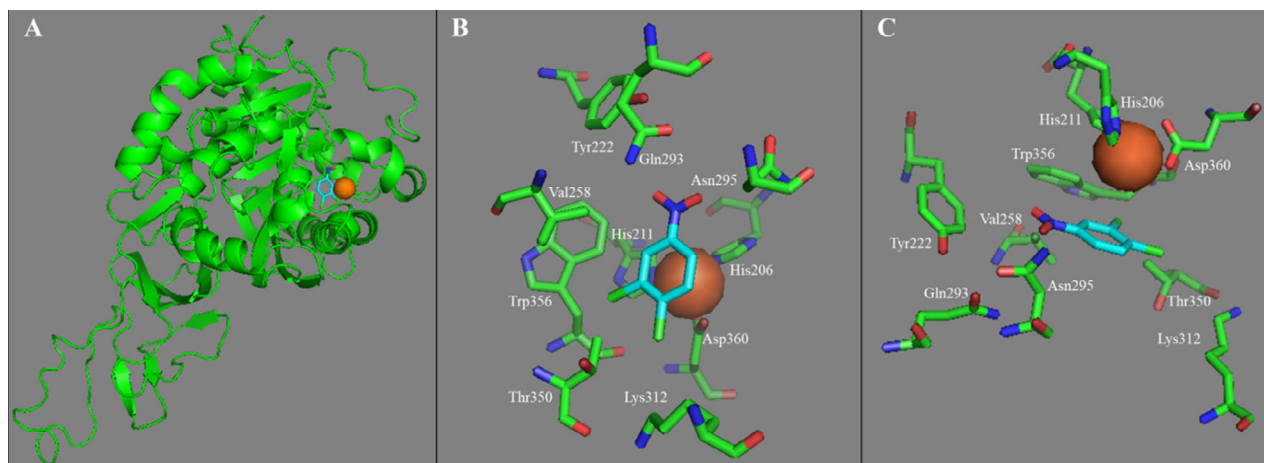 A
B
Tyr222
Gln293
Asn295
Val258
His211
His206
Trp356
Asp360
Thr350
Lys312
C
His206
His211
Asp360
Trp356
Val258
Tyr222
Thr350
Asn295
Gln293
Lys312